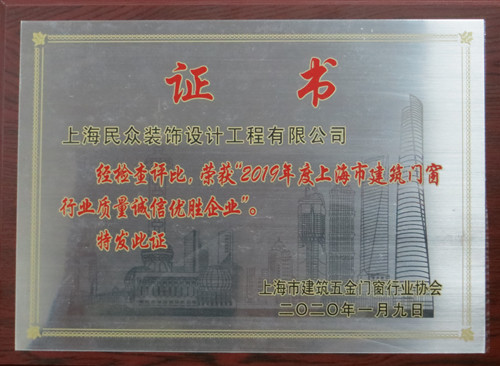 证 书
上海民众装饰设计工程有限公司
经检查评比，荣获“2019年度上海市建筑门窗
行业质量诚信优胜企业”。
特发此证
上海市建筑五金门窗行业协会
二〇二〇年一月九日